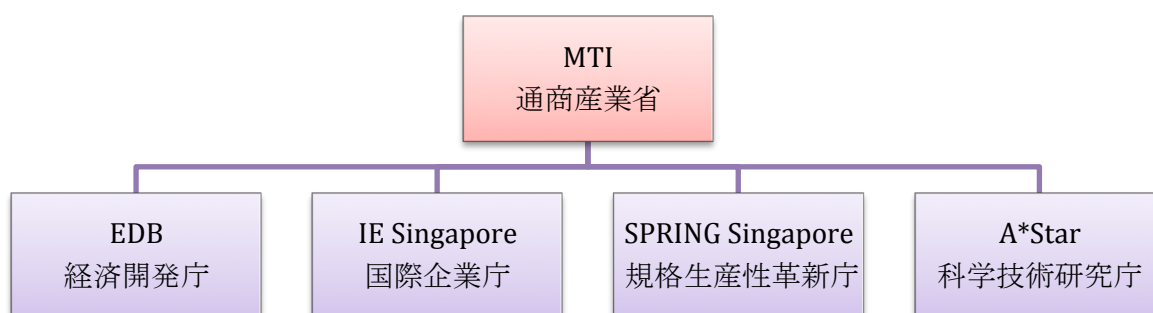 MTI
通商産業省
EDB
経済開発庁
IE Singapore
国際企業庁
SPRING Singapore
規格生産性革新庁
A*Star
科学技術研究庁